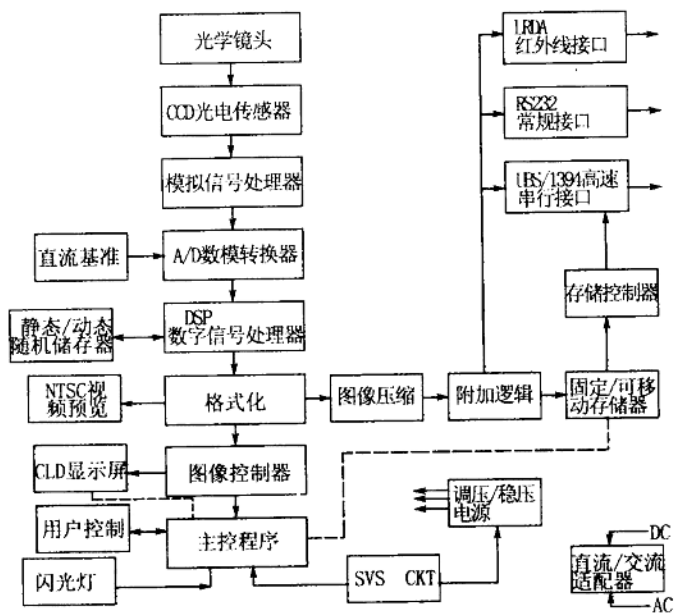 光学镜头
CCD光电传感器
模拟信号处理器
直流基准
A/D数模转换器
静态/动态
随机储存器
DSP
数字信号处理器
NTSC视
频预览
格式化
图像压缩
附加逻辑
固定/可移
动存储器
存储控制器
LRDA
红外线接口
RS232
常规接口
UBS/1394高速
串行接口
CLD显示屏
图像控制器
用户控制
主控程序
闪光灯
SVS CKT
调压/稳压
电源
DC
直流/交流
适配器
AC